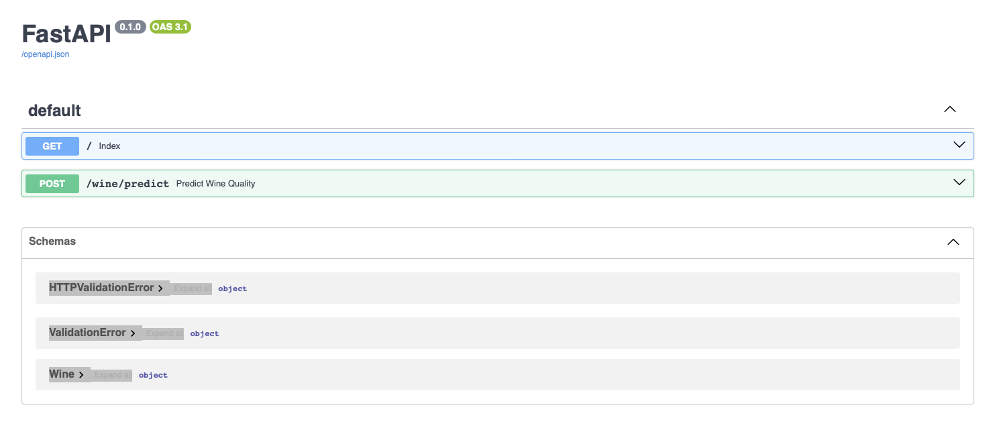 FastAPI 0.1.0 OAS 3.1
/openapi.json
default
GET / Index
POST /wine/predict Predict Wine Quality
Schemas
HTTPValidationError Expand all object
ValidationError Expand all object
Wine Expand all object